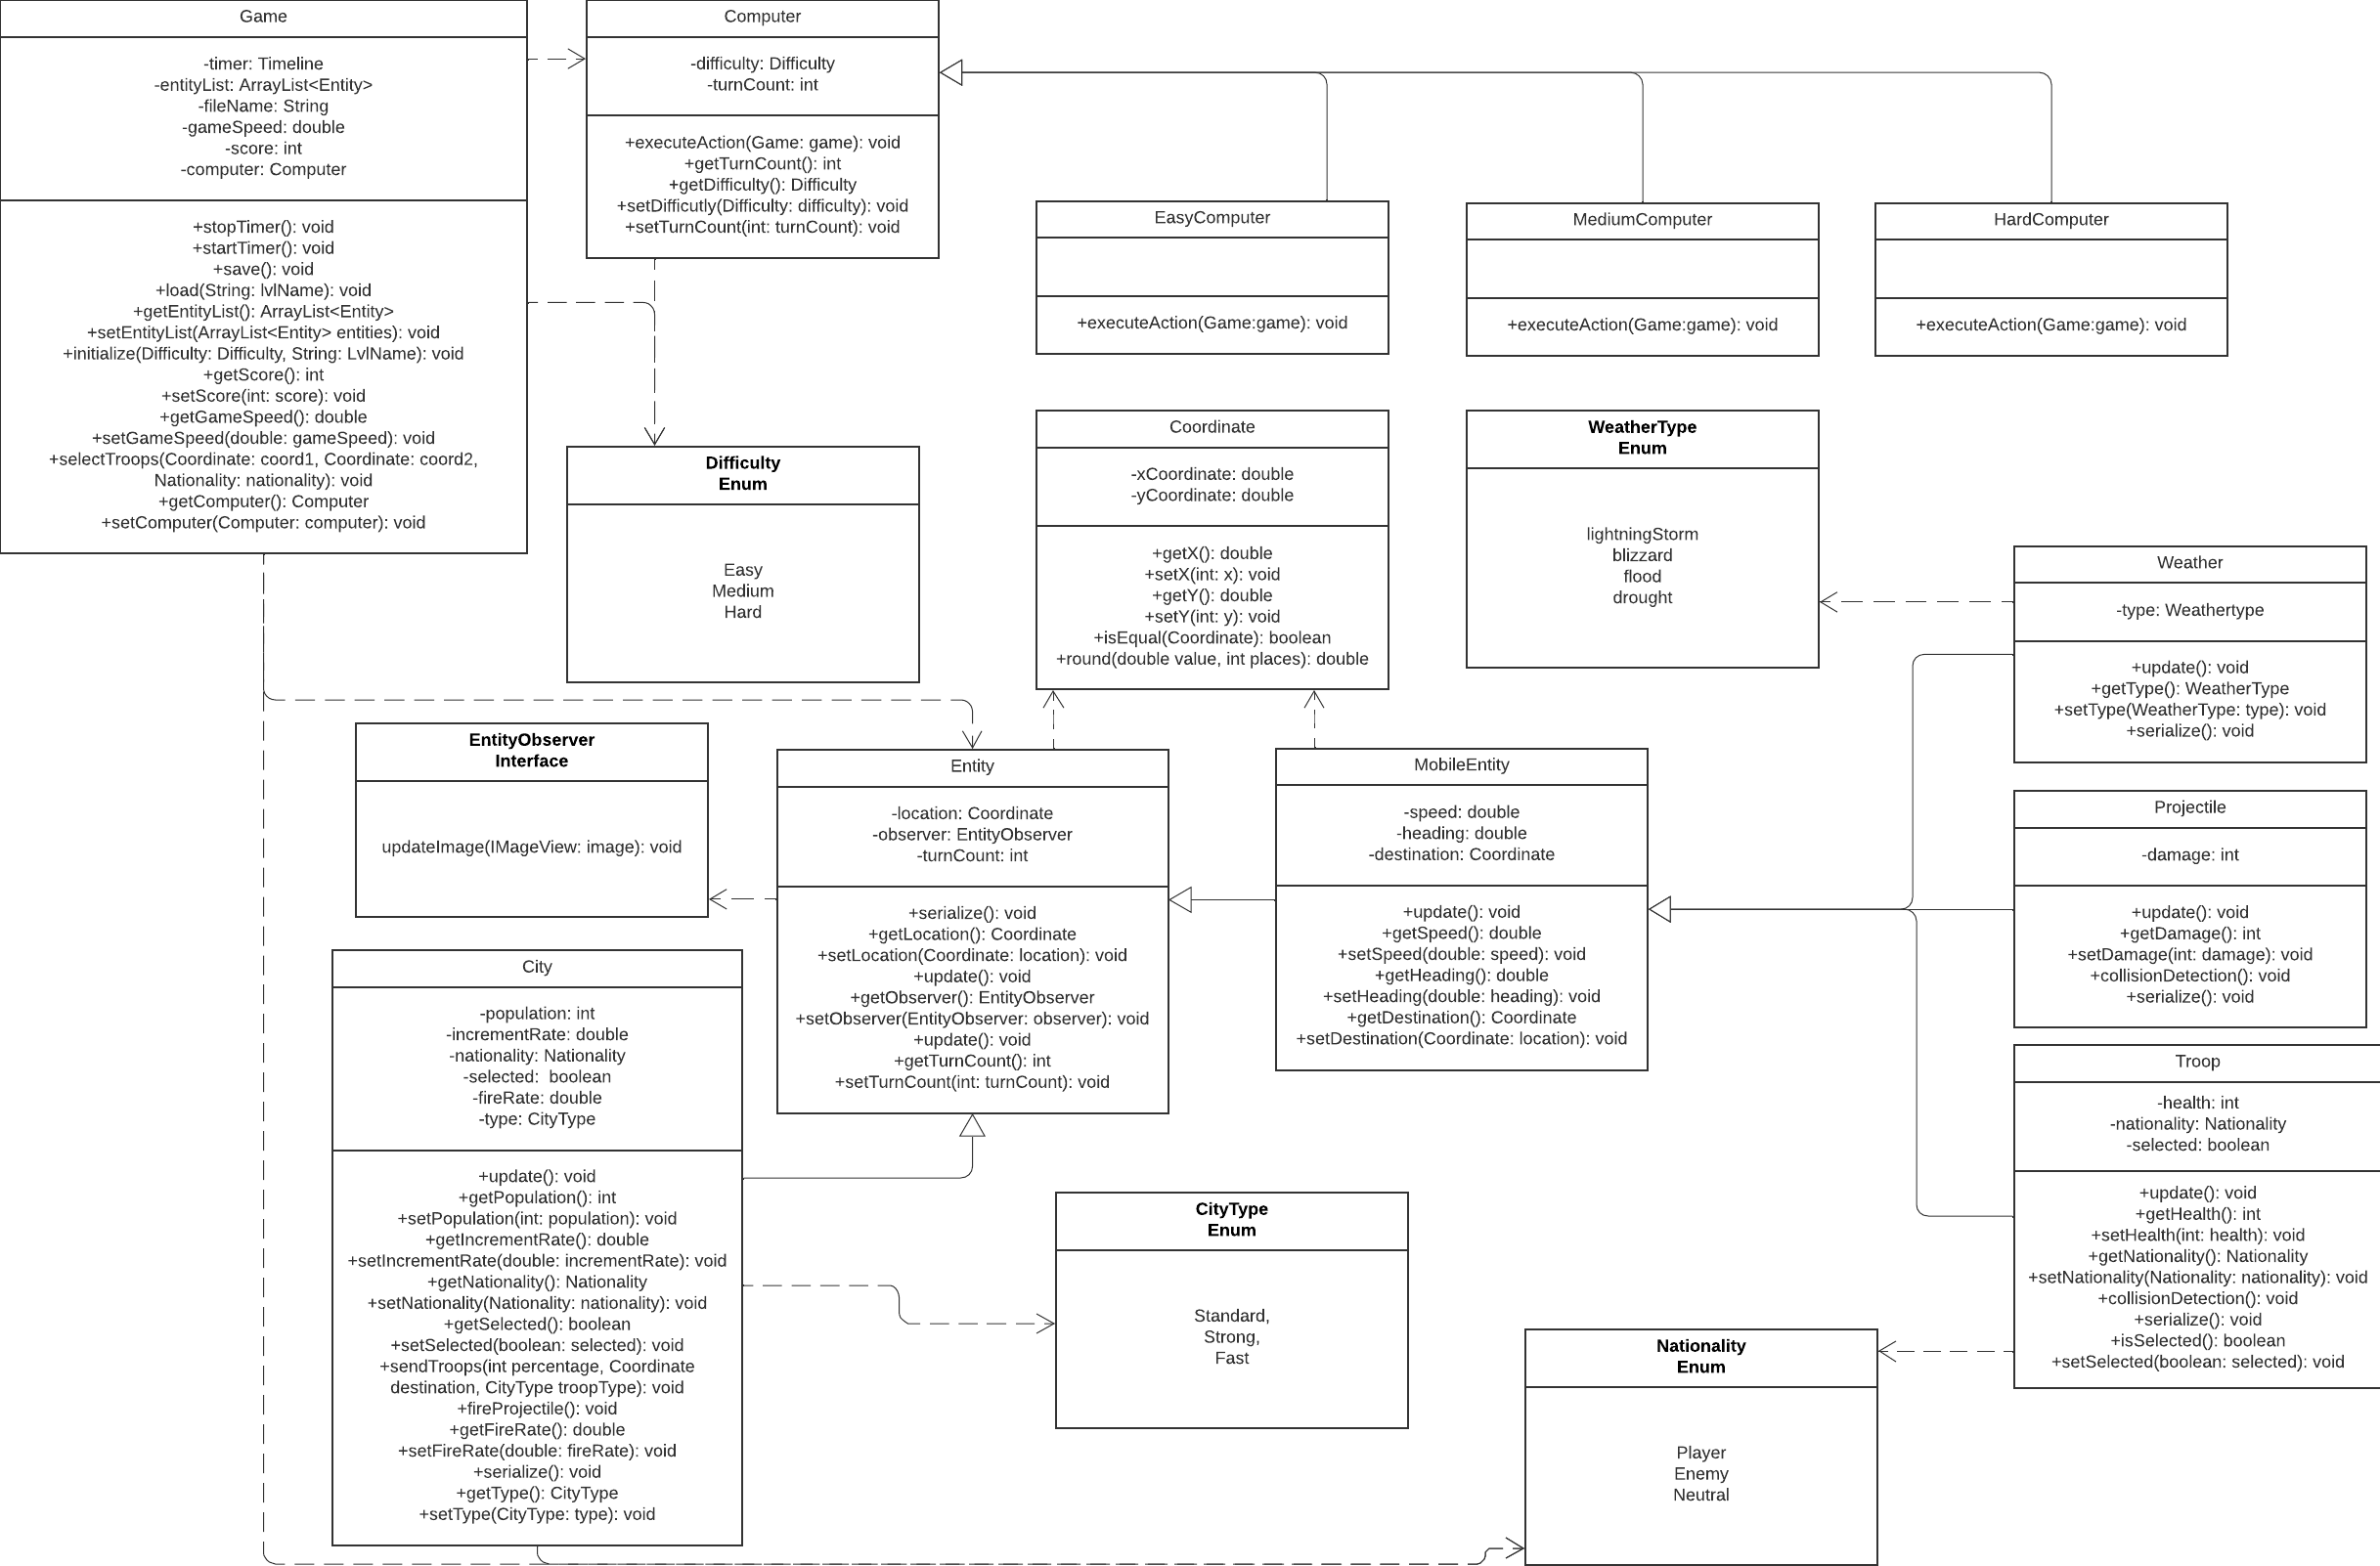 Game
-timer: Timeline
-entityList: ArrayList<Entity>
-fileName: String
-gameSpeed: double
-score: int
-computer: Computer
+stopTimer(): void
+startTimer(): void
+save(): void
+load(String: lvlName): void
+getEntityList(): ArrayList<Entity>
+setEntityList(ArrayList<Entity> entities): void
+initialize(Difficulty: Difficulty, String: LvlName): void
+getScore(): int
+setScore(int: score): void
+getGameSpeed(): double
+setGameSpeed(double: gameSpeed): void
+selectTroops(Coordinate: coord1, Coordinate: coord2,
Nationality: nationality): void
+getComputer(): Computer
+setComputer(Computer: computer): void
Computer
-difficulty: Difficulty
-turnCount: int
+executeAction(Game: game): void
+getTurnCount(): int
+getDifficulty(): Difficulty
+setDifficutly(Difficulty: difficulty): void
+setTurnCount(int: turnCount): void
EasyComputer
+executeAction(Game:game): void
MediumComputer
+executeAction(Game:game): void
HardComputer
+executeAction(Game:game): void
Difficulty
Enum
Easy
Medium
Hard
Coordinate
-xCoordinate: double
-yCoordinate: double
+getX(): double
+setX(int: x): void
+getY(): double
+setY(int: y): void
+isEqual(Coordinate): boolean
+round(double value, int places): double
WeatherType
Enum
lightningStorm
blizzard
flood
drought
Weather
-type: Weathertype
+update(): void
+getType(): WeatherType
+setType(WeatherType: type): void
+serialize(): void
EntityObserver
Interface
updateImage(IMageView: image): void
Entity
-location: Coordinate
-observer: EntityObserver
-turnCount: int
+serialize(): void
+getLocation(): Coordinate
+setLocation(Coordinate: location): void
+update(): void
+getObserver(): EntityObserver
+setObserver(EntityObserver: observer): void
+update(): void
+getTurnCount(): int
+setTurnCount(int: turnCount): void
MobileEntity
-speed: double
-heading: double
-destination: Coordinate
+update(): void
+getSpeed(): double
+setSpeed(double: speed): void
+getHeading(): double
+setHeading(double: heading): void
+getDestination(): Coordinate
+setDestination(Coordinate: location): void
Projectile
-damage: int
+update(): void
+getDamage(): int
+setDamage(int: damage): void
+collisionDetection(): void
+serialize(): void
City
-population: int
-incrementRate: double
-nationality: Nationality
-selected:  boolean
-fireRate: double
-type: CityType
+update(): void
+getPopulation(): int
+setPopulation(int: population): void
+getIncrementRate(): double
+setIncrementRate(double: incrementRate): void
+getNationality(): Nationality
+setNationality(Nationality: nationality): void
+getSelected(): boolean
+setSelected(boolean: selected): void
+sendTroops(int percentage, Coordinate
destination, CityType troopType): void
+fireProjectile(): void
+getFireRate(): double
+setFireRate(double: fireRate): void
+serialize(): void
+getType(): CityType
+setType(CityType: type): void
CityType
Enum
Standard,
Strong,
Fast
Troop
-health: int
-nationality: Nationality
-selected: boolean
+update(): void
+getHealth(): int
+setHealth(int: health): void
+getNationality(): Nationality
+setNationality(Nationality: nationality): void
+collisionDetection(): void
+serialize(): void
+isSelected(): boolean
+setSelected(boolean: selected): void
Nationality
Enum
Player
Enemy
Neutral